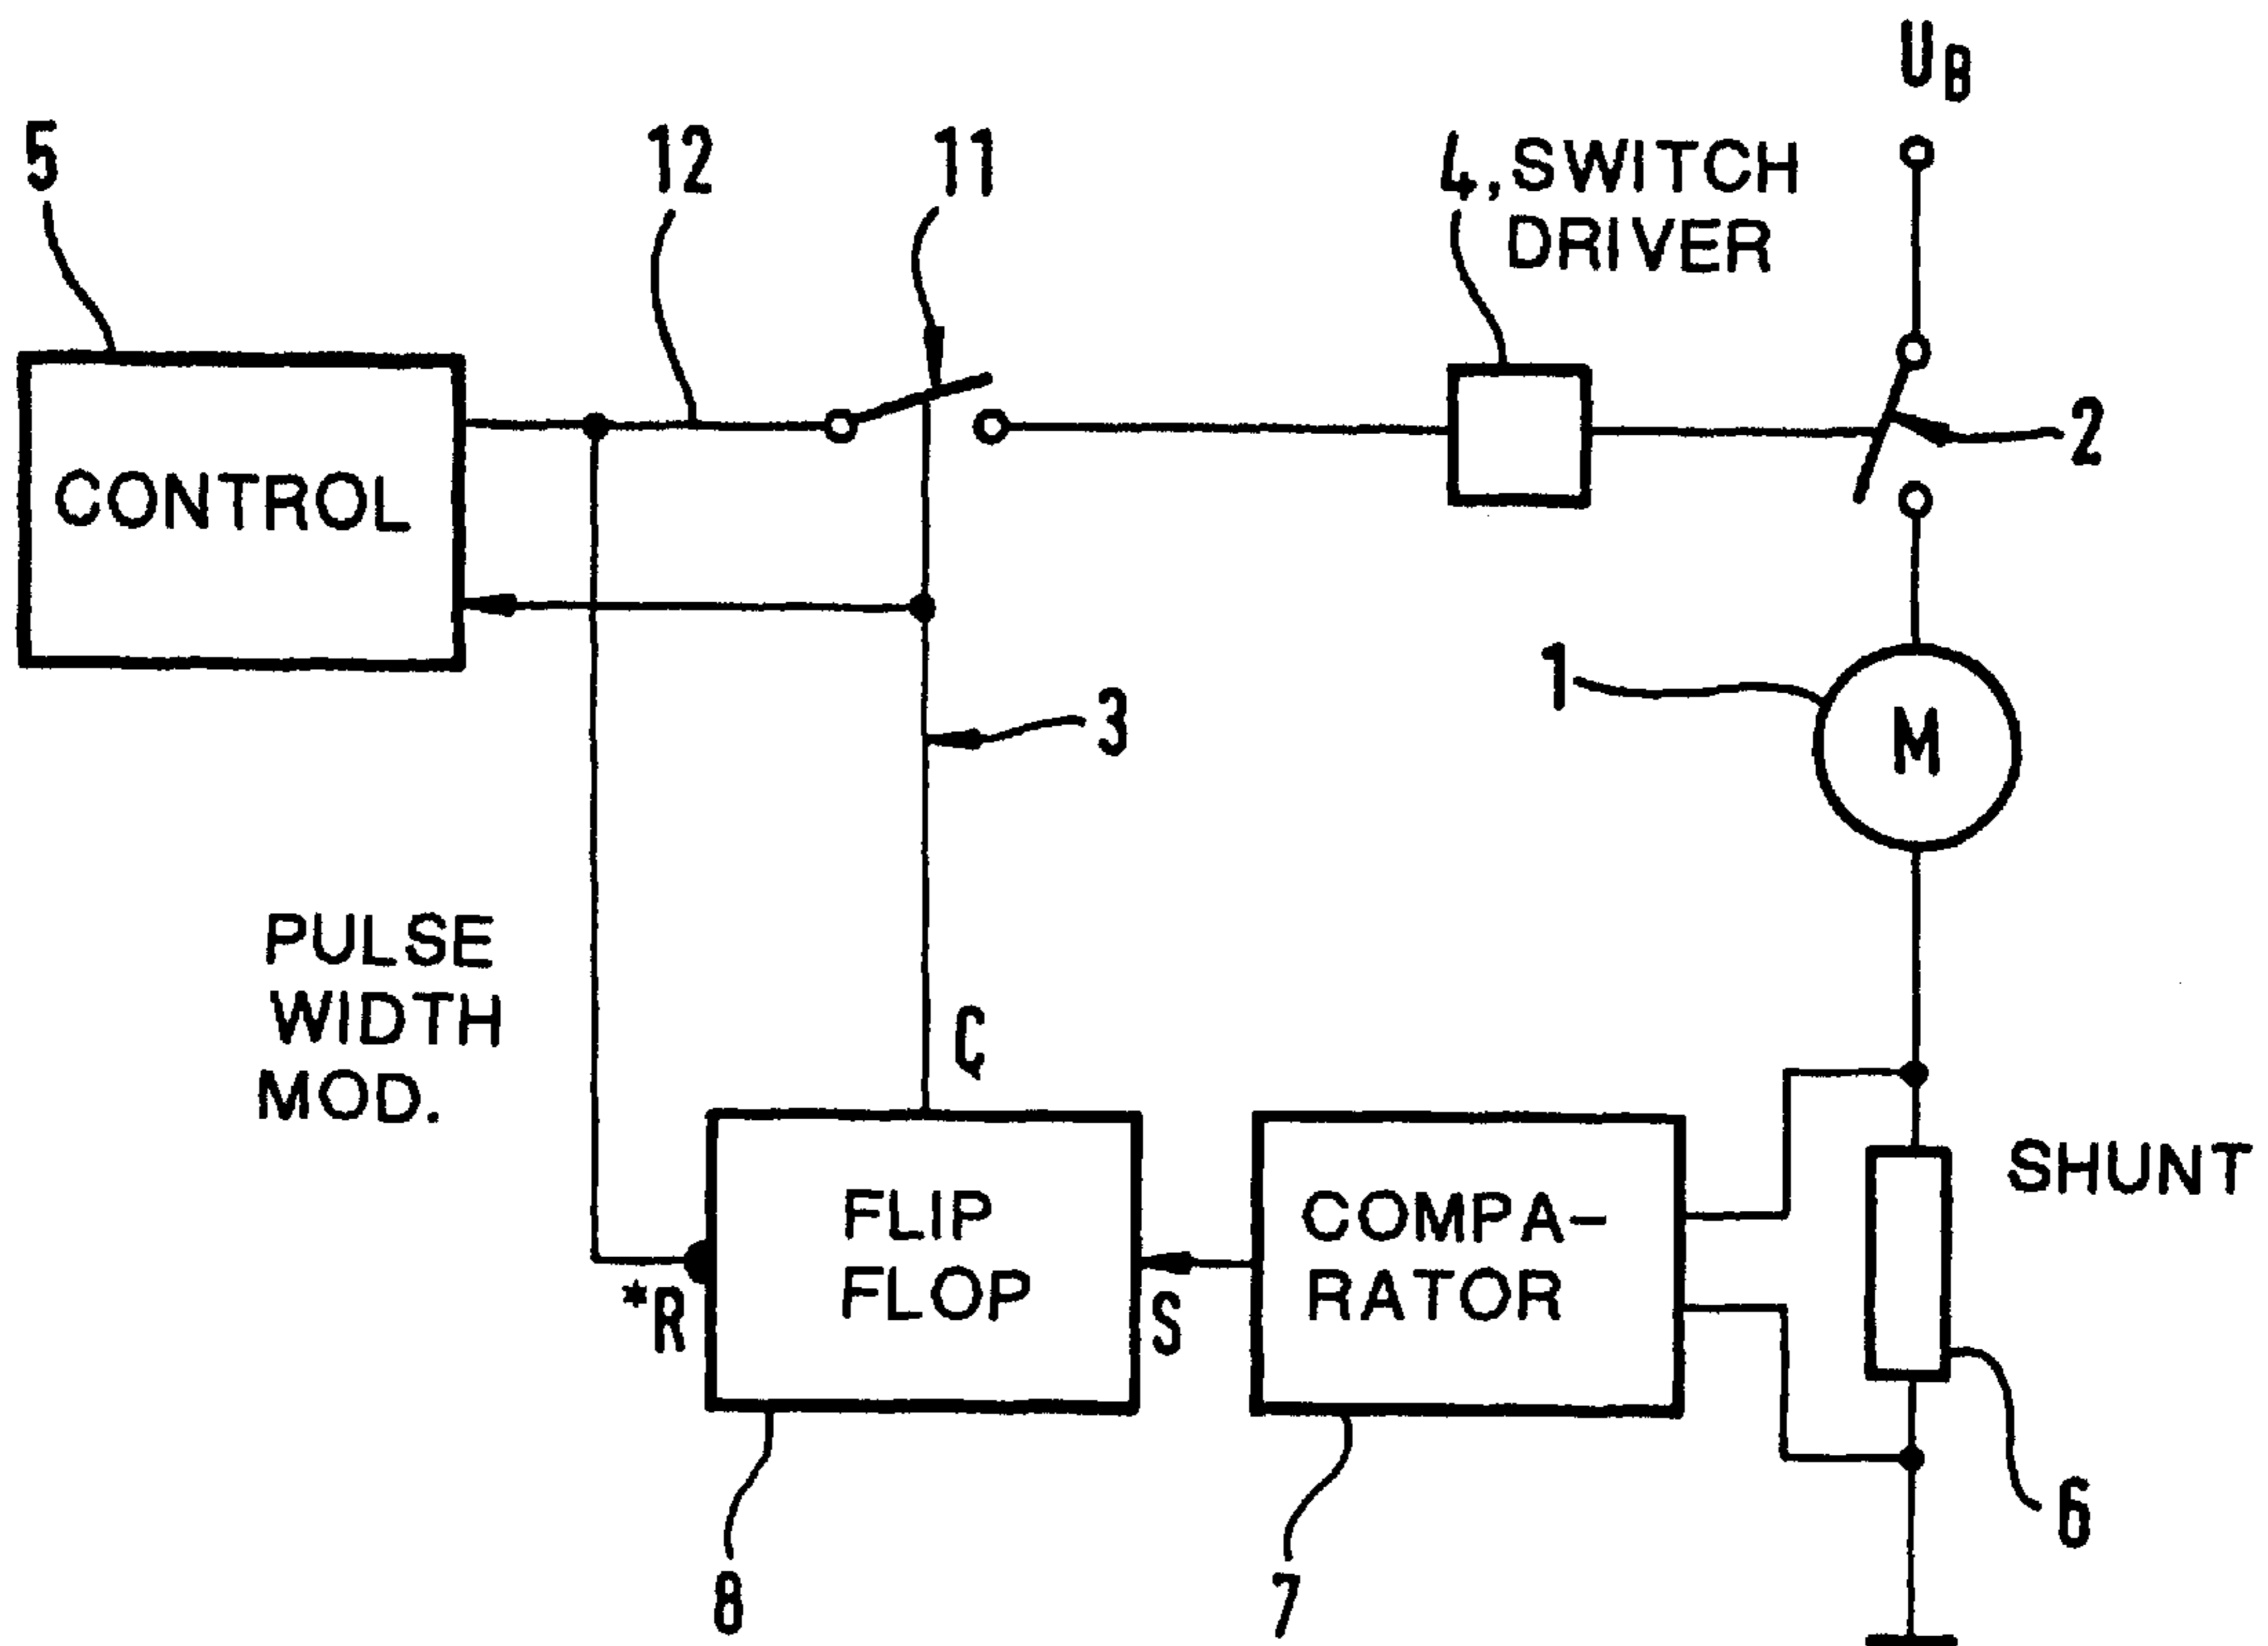 U_B
5
12
11
4, SWITCH
DRIVER
CONTROL
2
1
M
3
PULSE
WIDTH
MOD.
Q
SHUNT
FLIP
FLOP
COMPA-
RATOR
*R
S
6
8
7